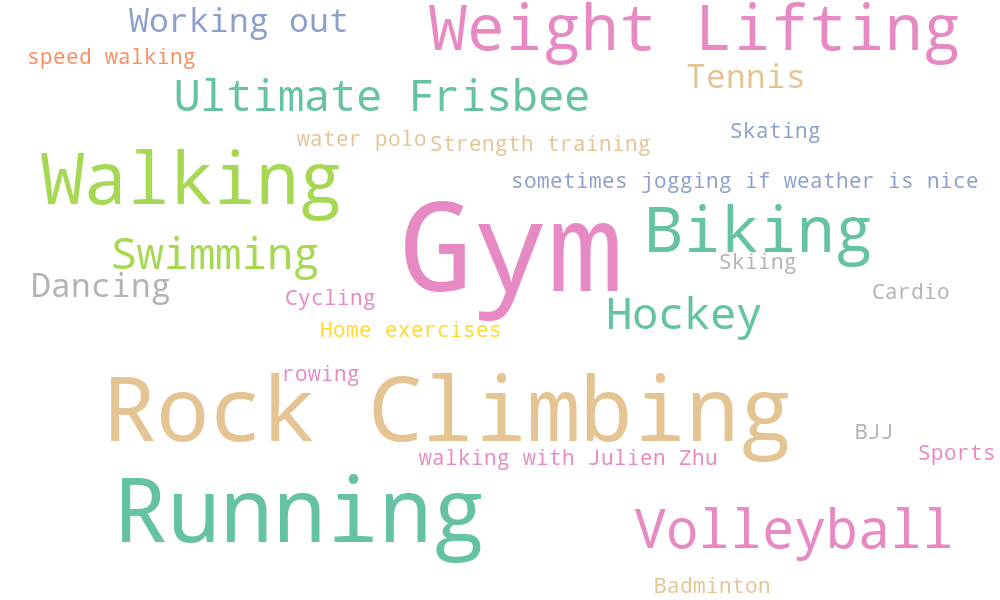 Working out
Weight Lifting
speed walking
Tennis
Ultimate Frisbee
water polo
Strength training
Skating
Walking
sometimes jogging if weather is nice
Gym
Biking
Swimming
Skiing
Dancing
Cycling
Cardio
Home exercises
Hockey
rowing
Rock Climbing
BJJ
walking with Julien Zhu
Sports
Running
Volleyball
Badminton